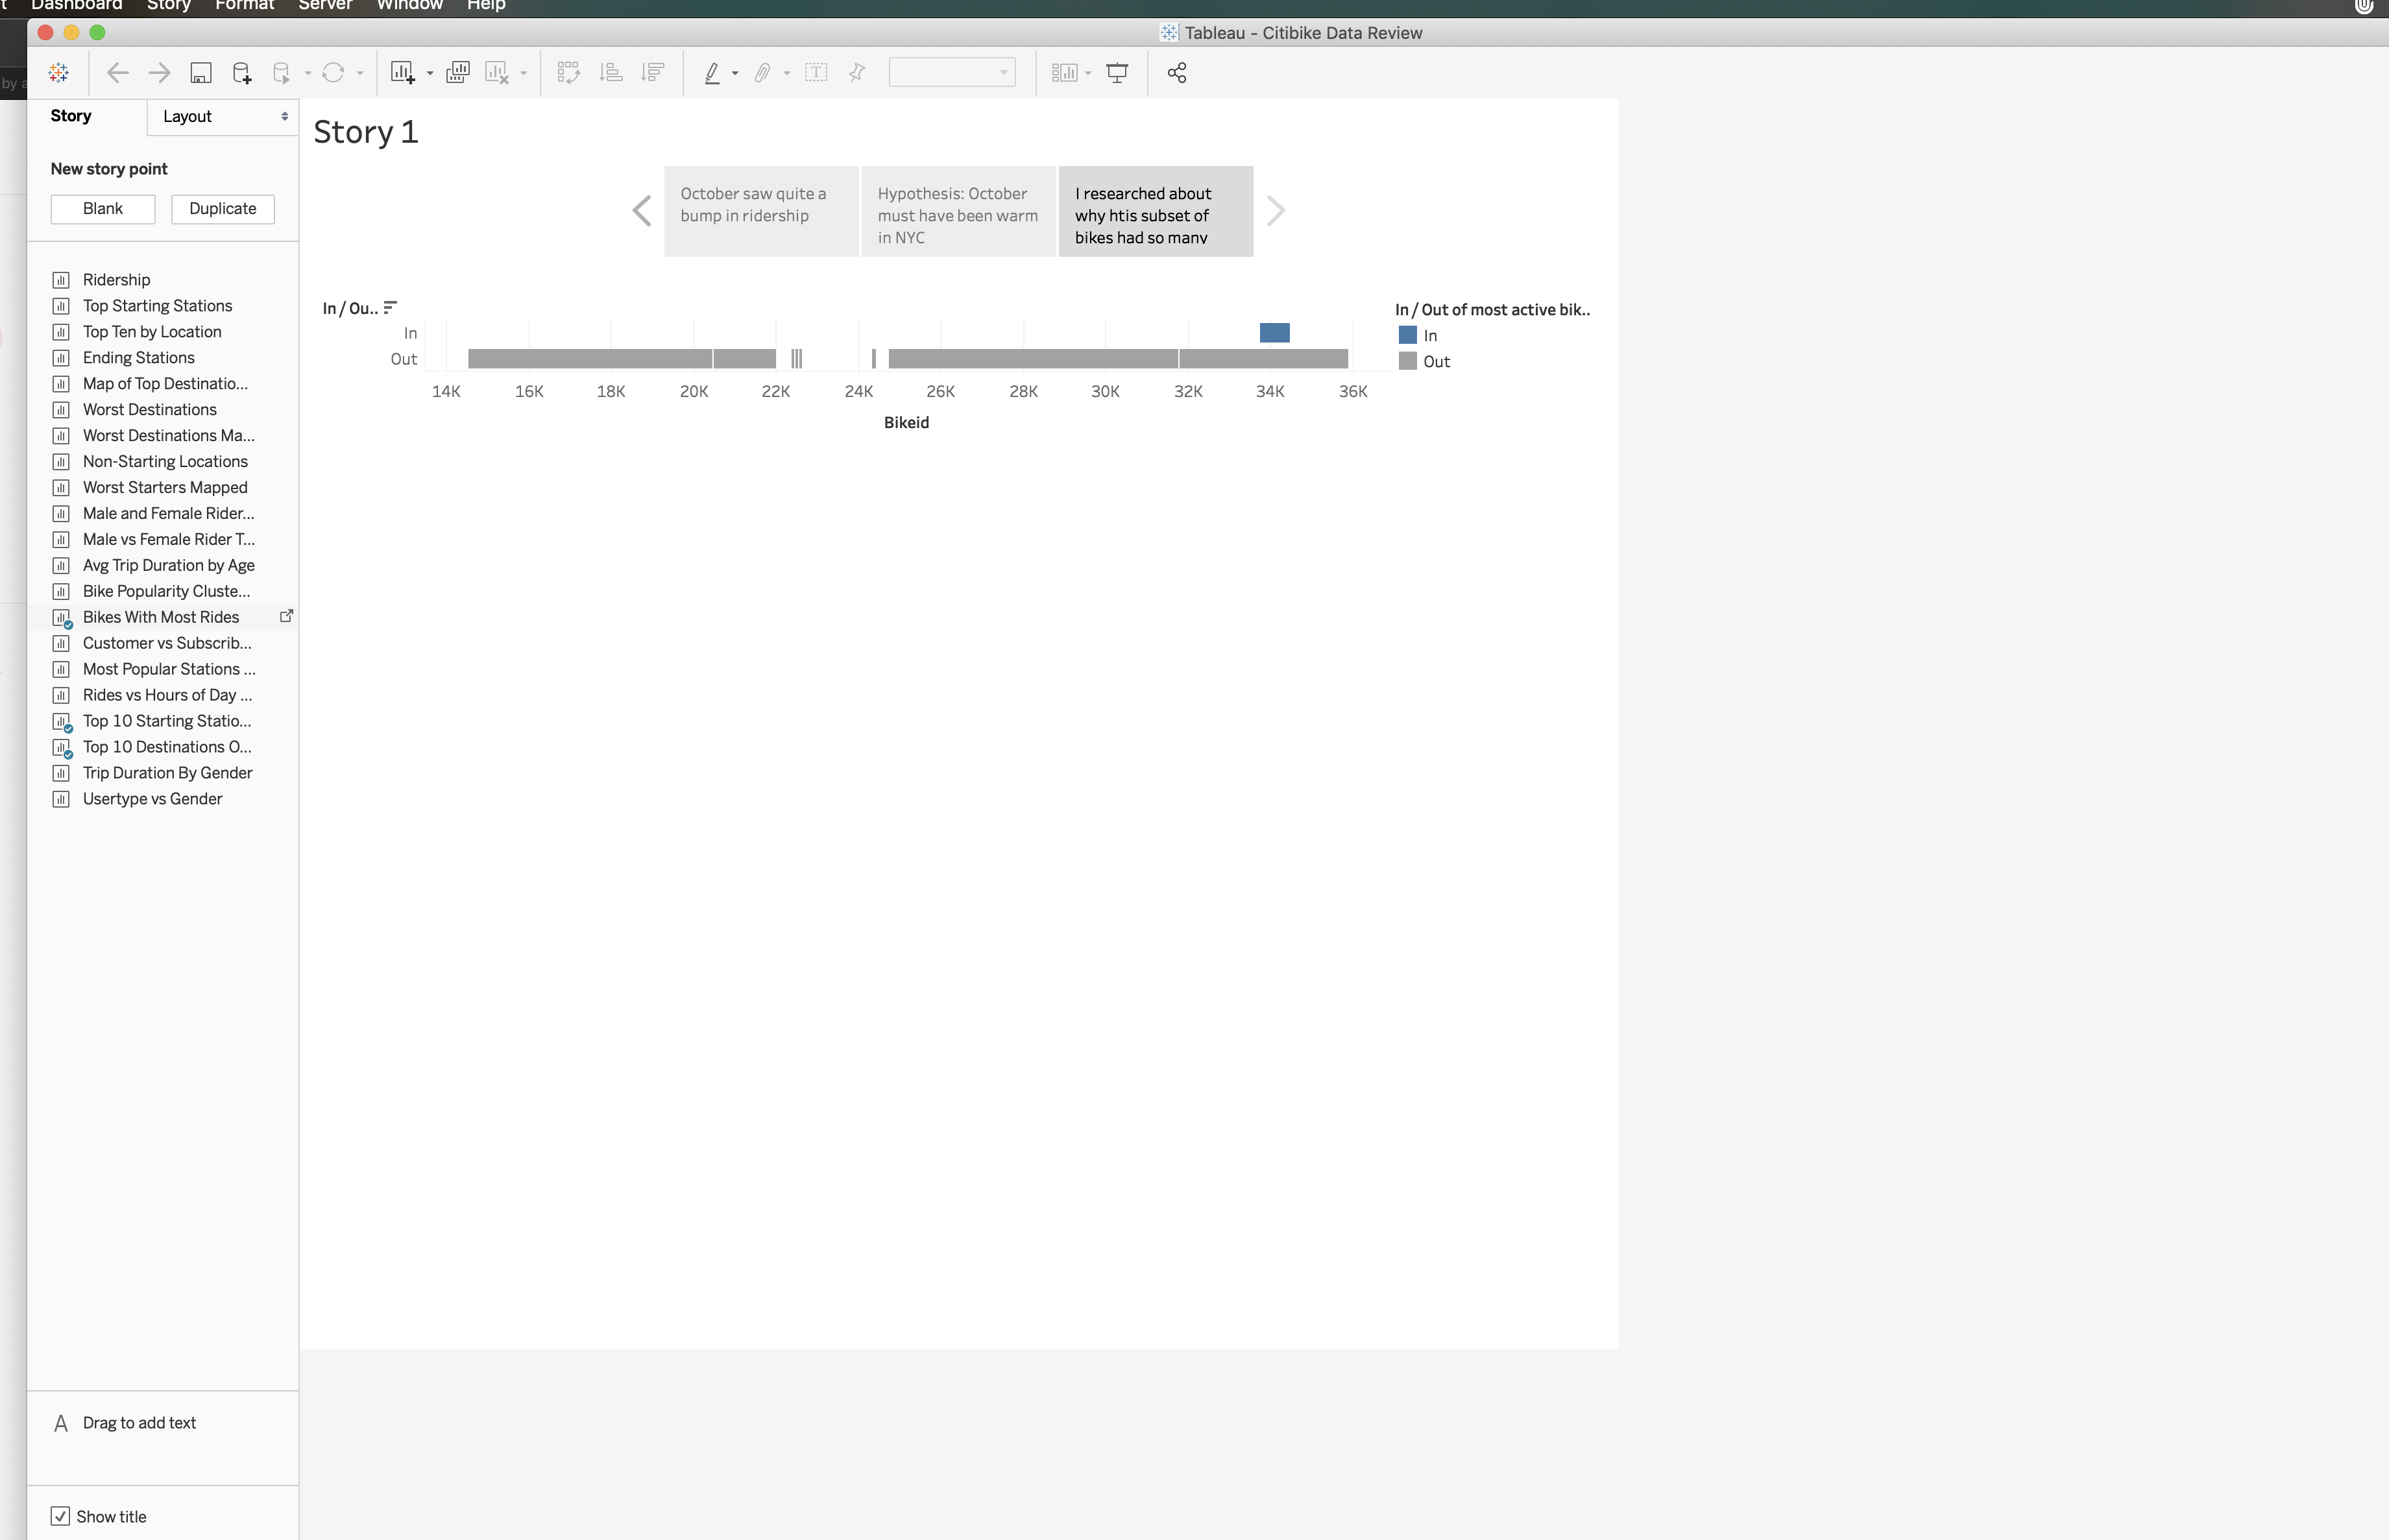 t Dashboard Story Format Server Window Help
Tableau - Citibike Data Review
by a
Story Layout
Story 1
New story point
Blank Duplicate
October saw quite a
bump in ridership
Hypothesis: October
must have been warm
in NYC
I researched about
why htis subset of
bikes had so many
Ridership
Top Starting Stations
Top Ten by Location
Ending Stations
Map of Top Destinatio...
Worst Destinations
Worst Destinations Ma...
Non-Starting Locations
Worst Starters Mapped
Male and Female Rider...
Male vs Female Rider T...
Avg Trip Duration by Age
Bike Popularity Cluste...
Bikes With Most Rides
Customer vs Subscrib...
Most Popular Stations ...
Rides vs Hours of Day ...
Top 10 Starting Statio...
Top 10 Destinations O...
Trip Duration By Gender
Usertype vs Gender
In / Ou..
In
Out
14K 16K 18K 20K 22K 24K 26K 28K 30K 32K 34K 36K
Bikeid
In / Out of most active bik..
In
Out
A Drag to add text
Show title